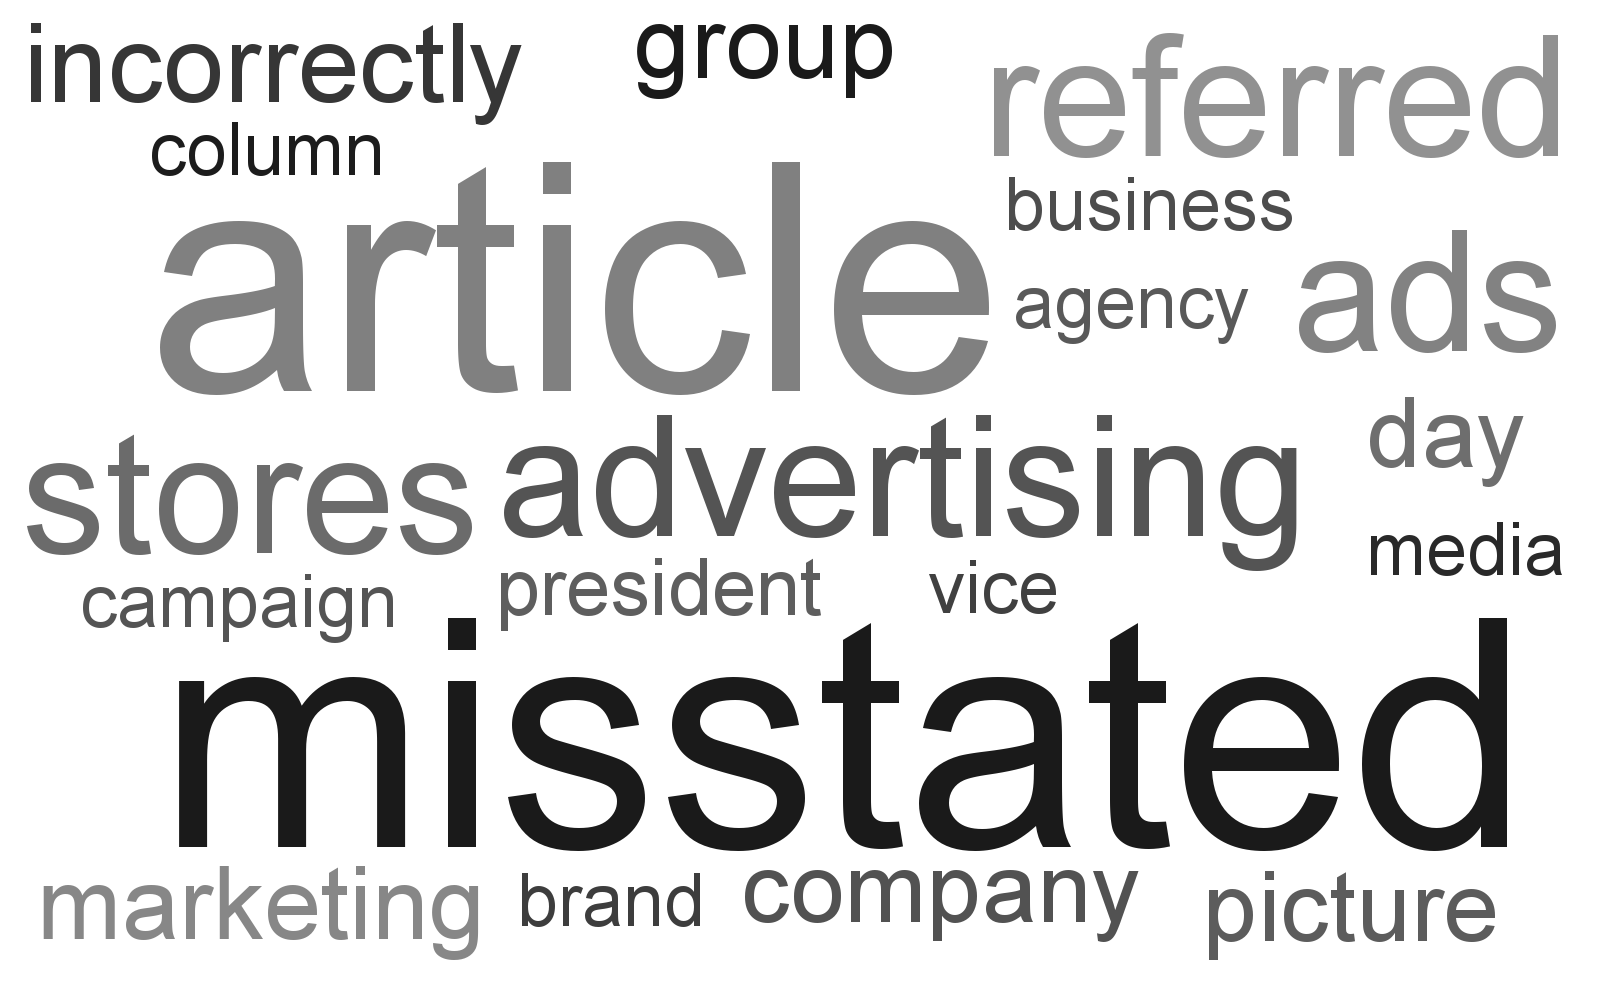 incorrectly group referred
column
article business
agency ads
stores advertising day
media
campaign president vice
misstated
marketing brand company picture